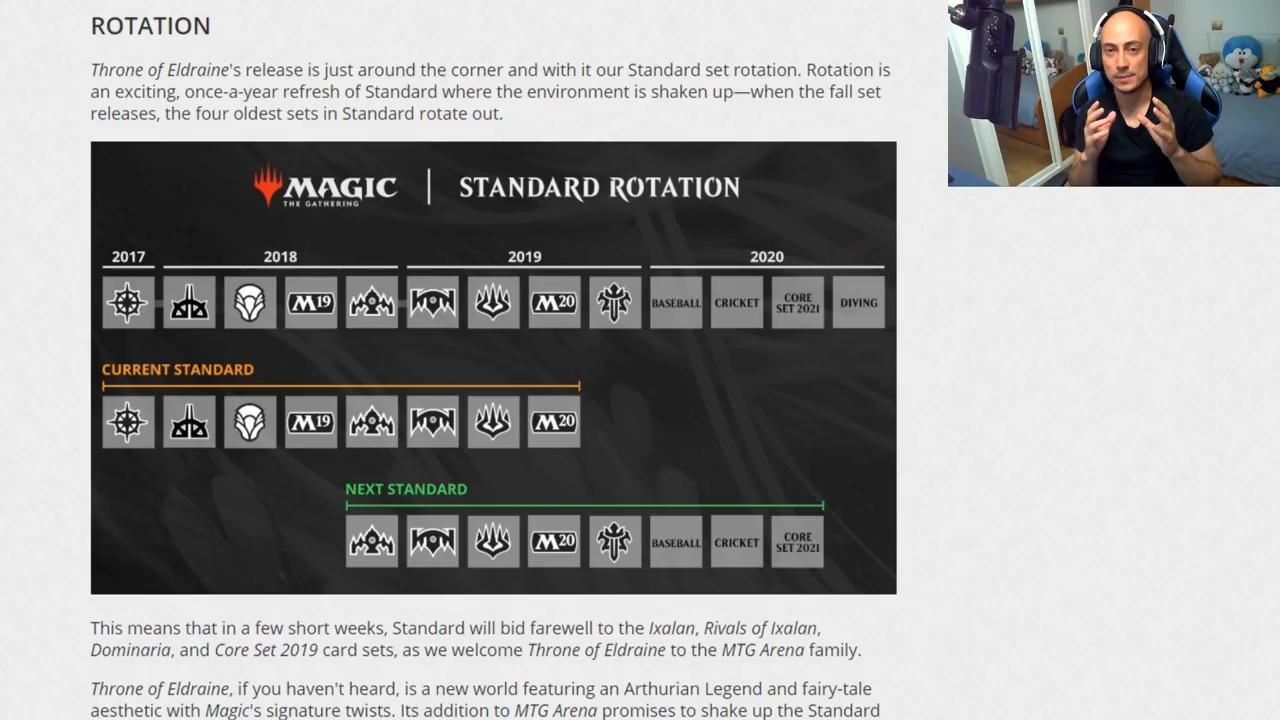 ROTATION
Throne of Eldraine's release is just around the corner and with it our Standard set rotation. Rotation is
an exciting, once-a-year refresh of Standard where the environment is shaken up—when the fall set
releases, the four oldest sets in Standard rotate out.
MAGIC THE GATHERING | STANDARD ROTATION
2017 2018 2019 2020
M19 M20 BASEBALL CRICKET CORE SET 2021 DIVING
CURRENT STANDARD
M19 M20
NEXT STANDARD
M20 BASEBALL CRICKET CORE SET 2021
This means that in a few short weeks, Standard will bid farewell to the Ixalan, Rivals of Ixalan,
Dominaria, and Core Set 2019 card sets, as we welcome Throne of Eldraine to the MTG Arena family.
Throne of Eldraine, if you haven't heard, is a new world featuring an Arthurian Legend and fairy-tale
aesthetic with Magic's signature twists. Its addition to MTG Arena promises to shake up the Standard